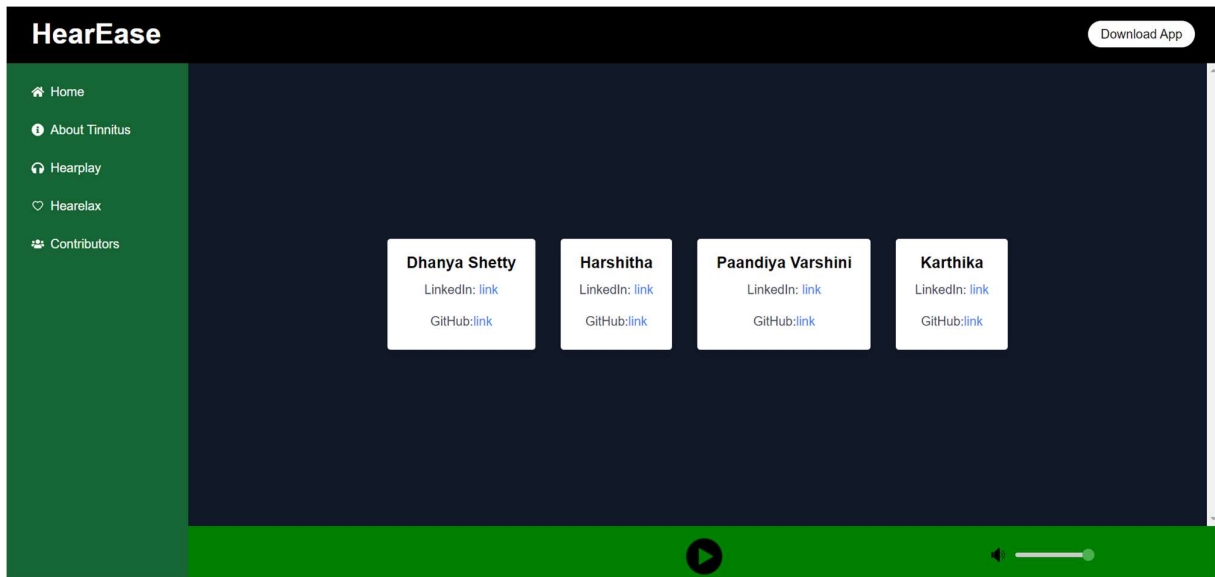 HearEase
Download App
Home
About Tinnitus
Hearplay
Hearelax
Contributors
Dhanya Shetty
LinkedIn: link
GitHub:link
Harshitha
LinkedIn: link
GitHub:link
Paandiya Varshini
LinkedIn: link
GitHub:link
Karthika
LinkedIn: link
GitHub:link